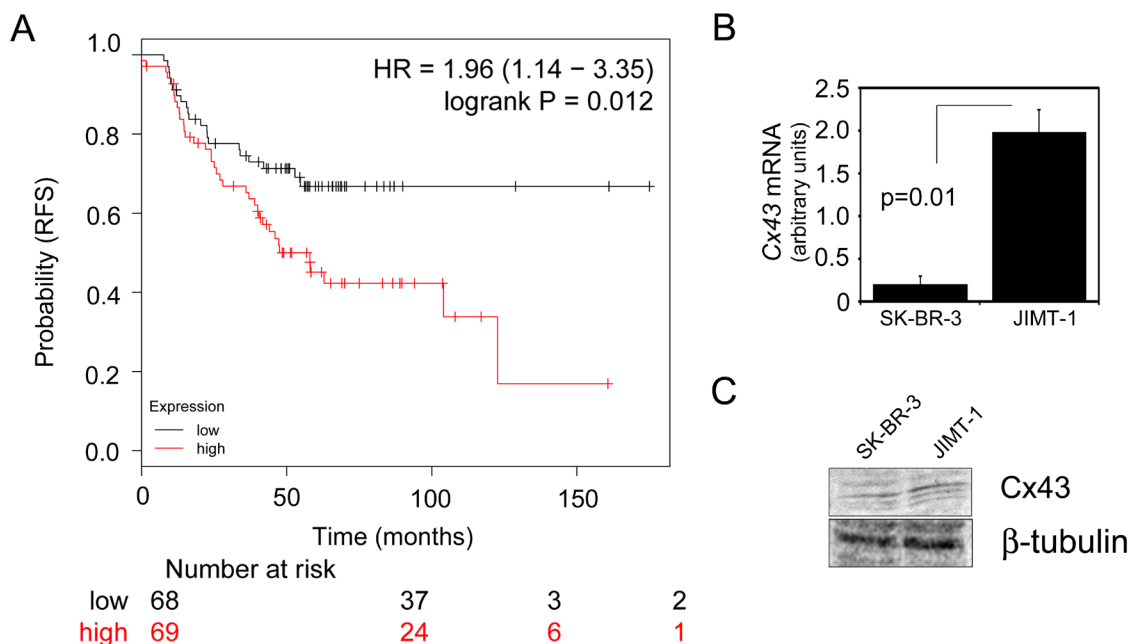 A
1.0
0.8
0.6
0.4
0.2
0.0
Probability (RFS)
HR = 1.96 (1.14 − 3.35)
logrank P = 0.012
Expression
low
high
0 50 100 150
Time (months)
Number at risk
low 68 37 3 2
high 69 24 6 1
B
2.5
2.0
1.5
1.0
0.5
0
Cx43 mRNA
(arbitrary units)
p=0.01
SK-BR-3 JIMT-1
C
SK-BR-3 JIMT-1
Cx43
β-tubulin